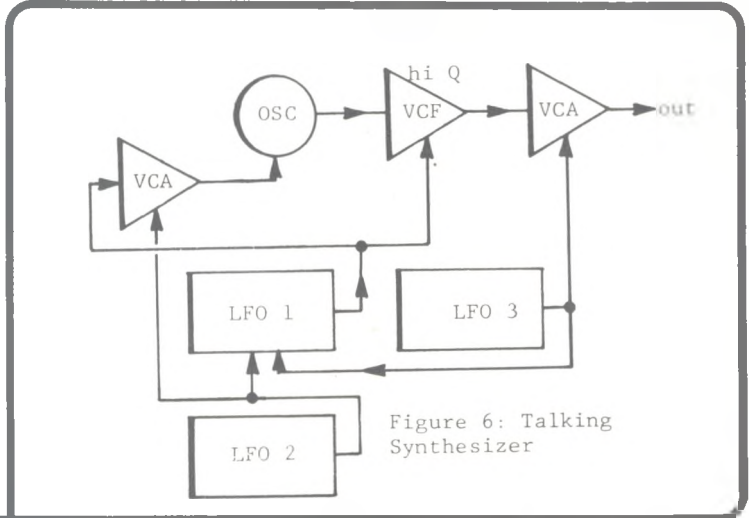 hi Q
OSC
VCF
VCA
out
VCA
LFO 1
LFO 3
Figure 6: Talking
Synthesizer
LFO 2